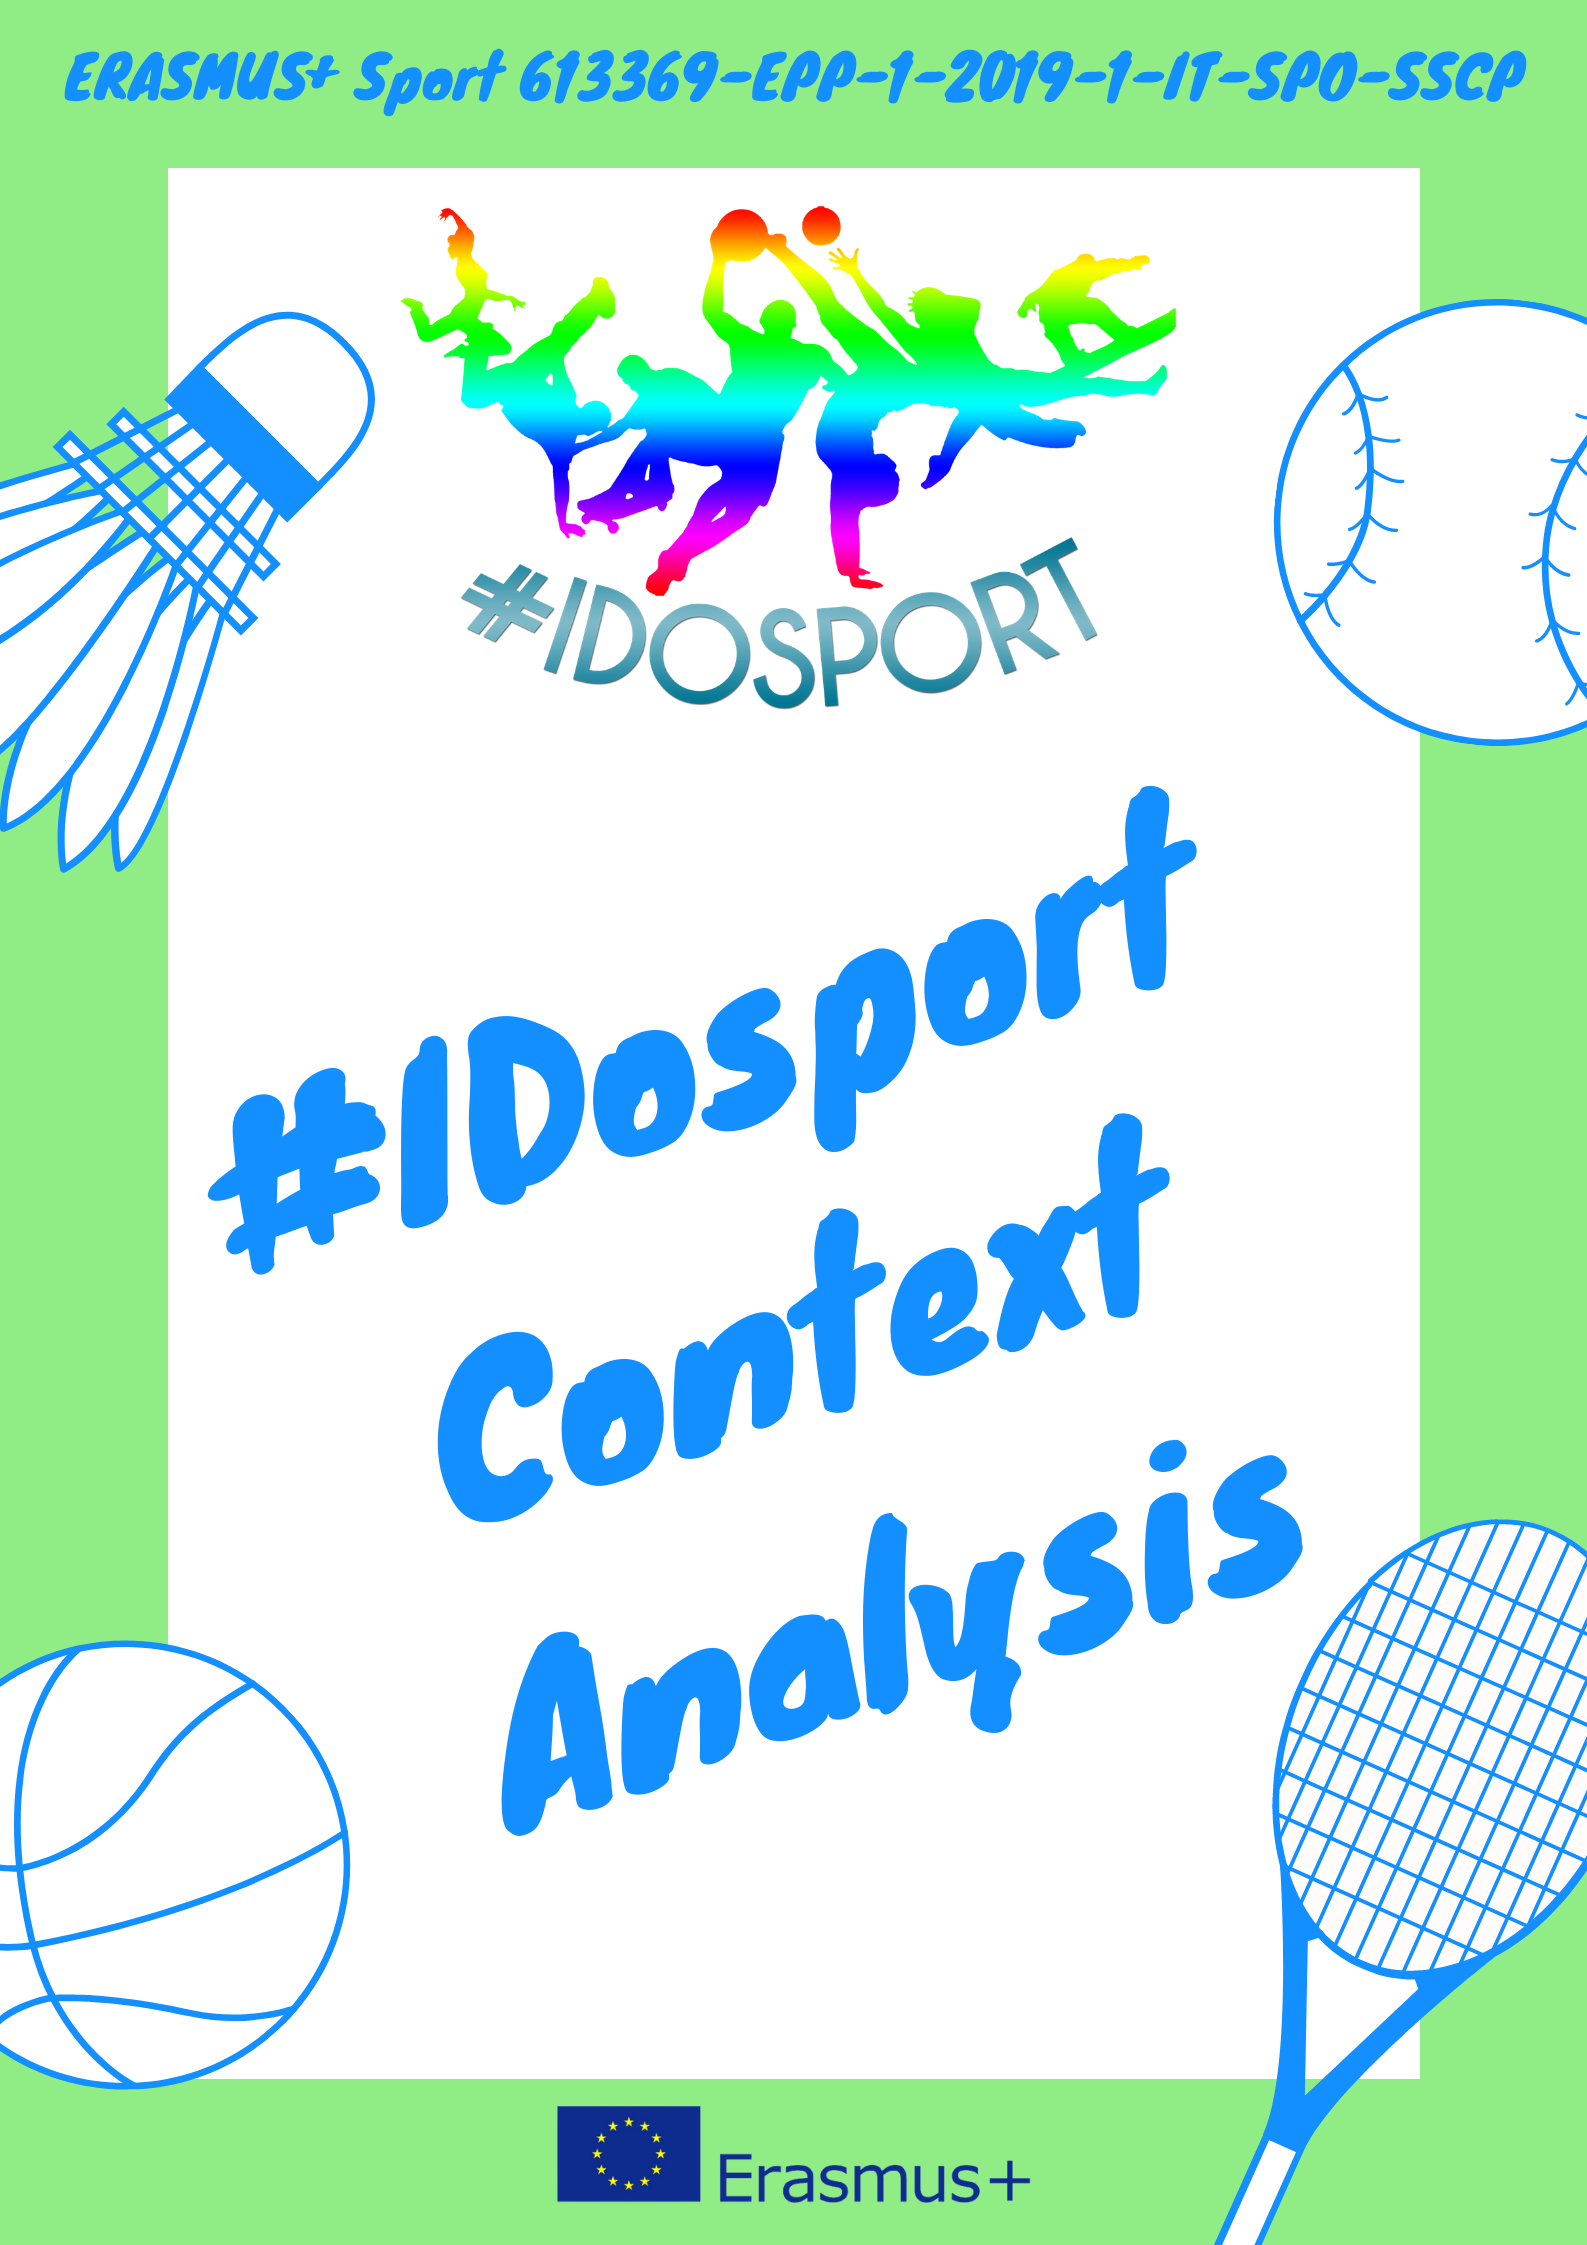 ERASMUS+ Sport 613369-EPP-1-2019-1-IT-SPO-SSCP
#IDOSPORT
#IDosport
Context
Analysis
Erasmus+